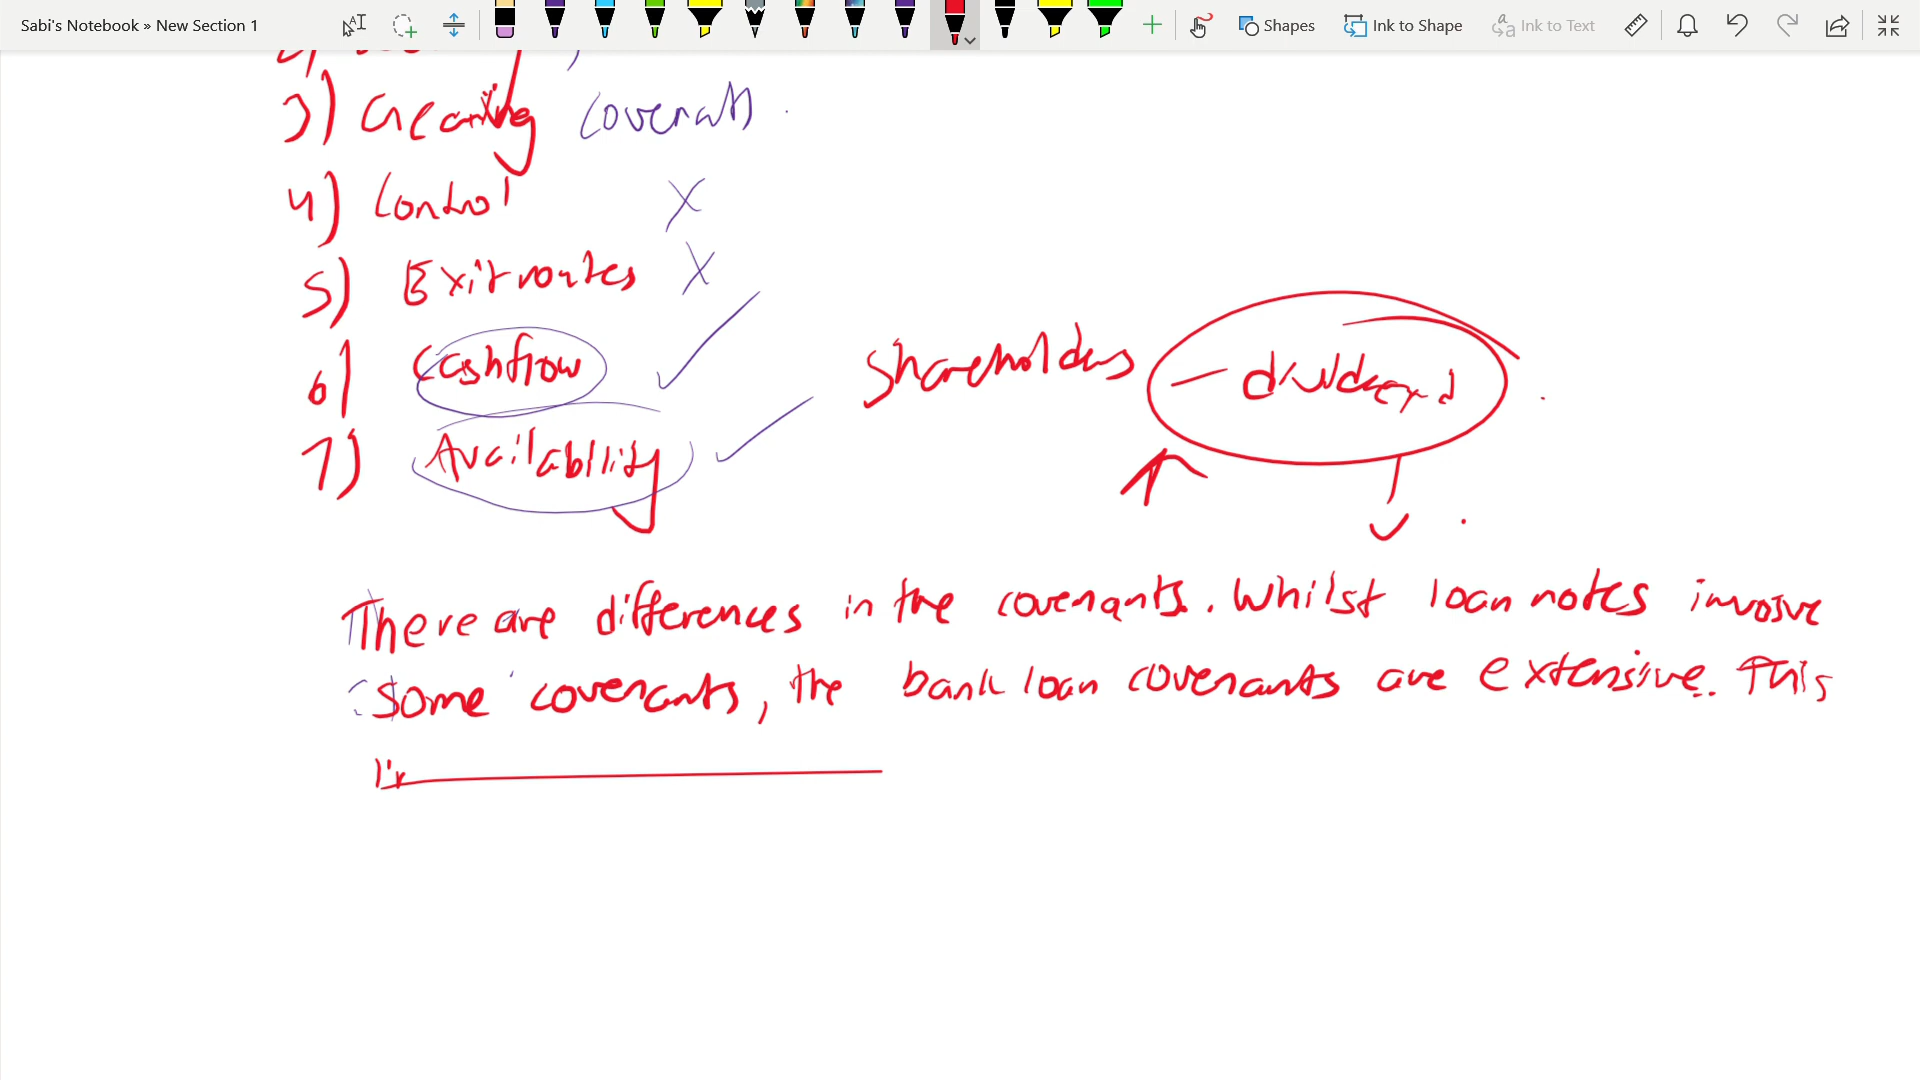 Sabi's Notebook » New Section 1
Shapes
Ink to Shape
Ink to Text
3) Creaming covenants
4) Control X
5) Exit routes X
6) Cashflow ✓
7) Availability ✓
Shareholders - dividend
There are differences in the covenants. Whilst loan notes involve
some covenants, the bank loan covenants are extensive. This